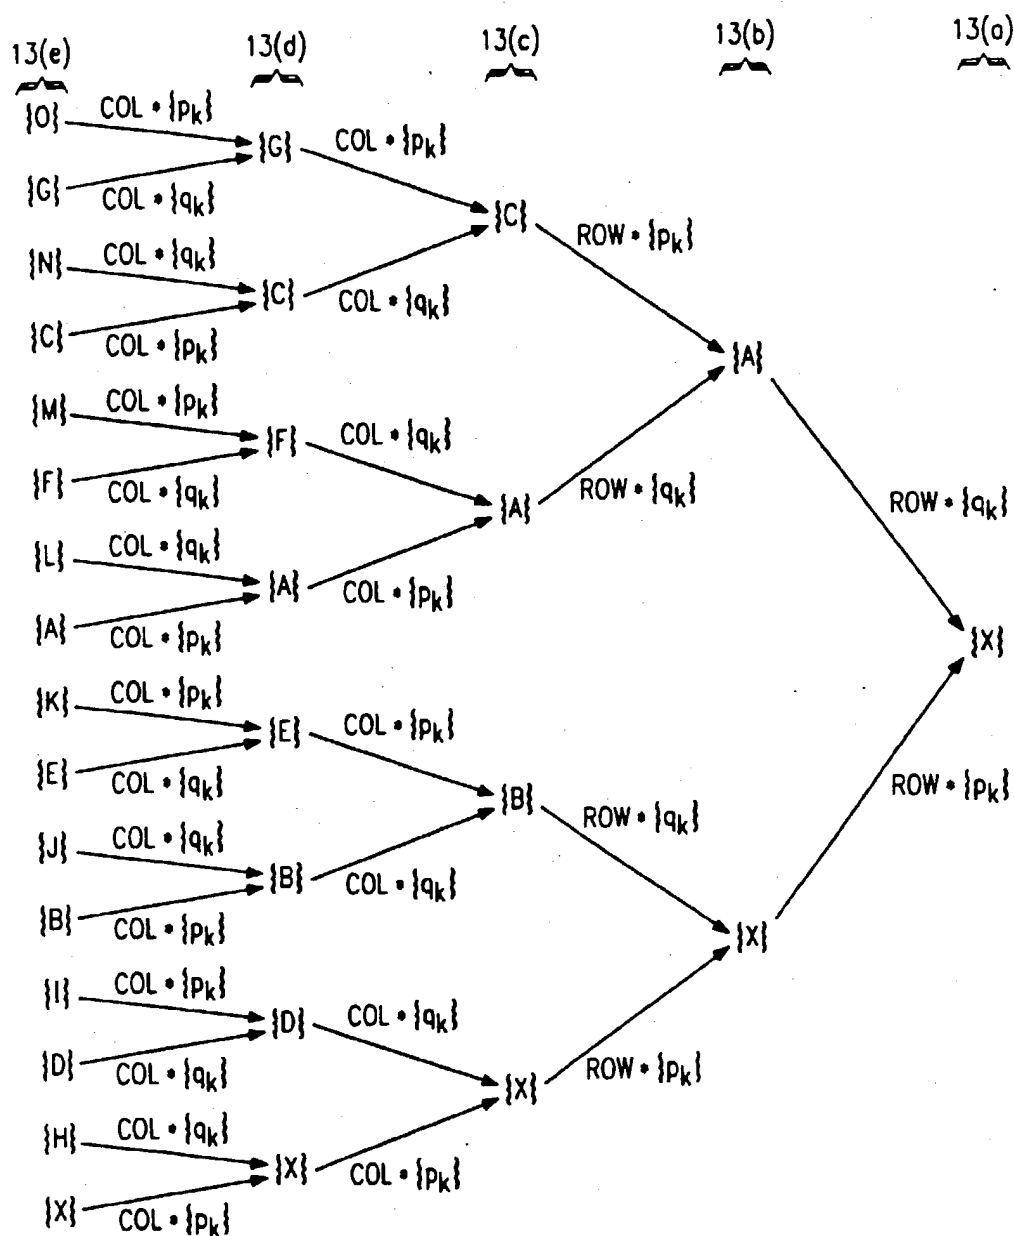 13(e) 13(d) 13(c) 13(b) 13(a)
{O} COL * {pk}
{G} COL * {pk}
{G} COL * {qk}
{C} ROW * {pk}
{N} COL * {qk}
{C} COL * {qk}
{C} COL * {pk}
{A} ROW * {qk}
{M} COL * {pk}
{F} COL * {qk}
{F} COL * {qk}
{A} ROW * {qk}
{L} COL * {qk}
{A} COL * {pk}
{A} COL * {pk}
{X}
{K} COL * {pk}
{E} COL * {pk}
{E} COL * {qk}
ROW * {pk}
{B} ROW * {qk}
{J} COL * {qk}
{B} COL * {qk}
{B} COL * {pk}
{X}
{I} COL * {pk}
{D} COL * {qk}
{D} COL * {qk}
{X} ROW * {pk}
{H} COL * {qk}
{X} COL * {pk}
{X} COL * {pk}